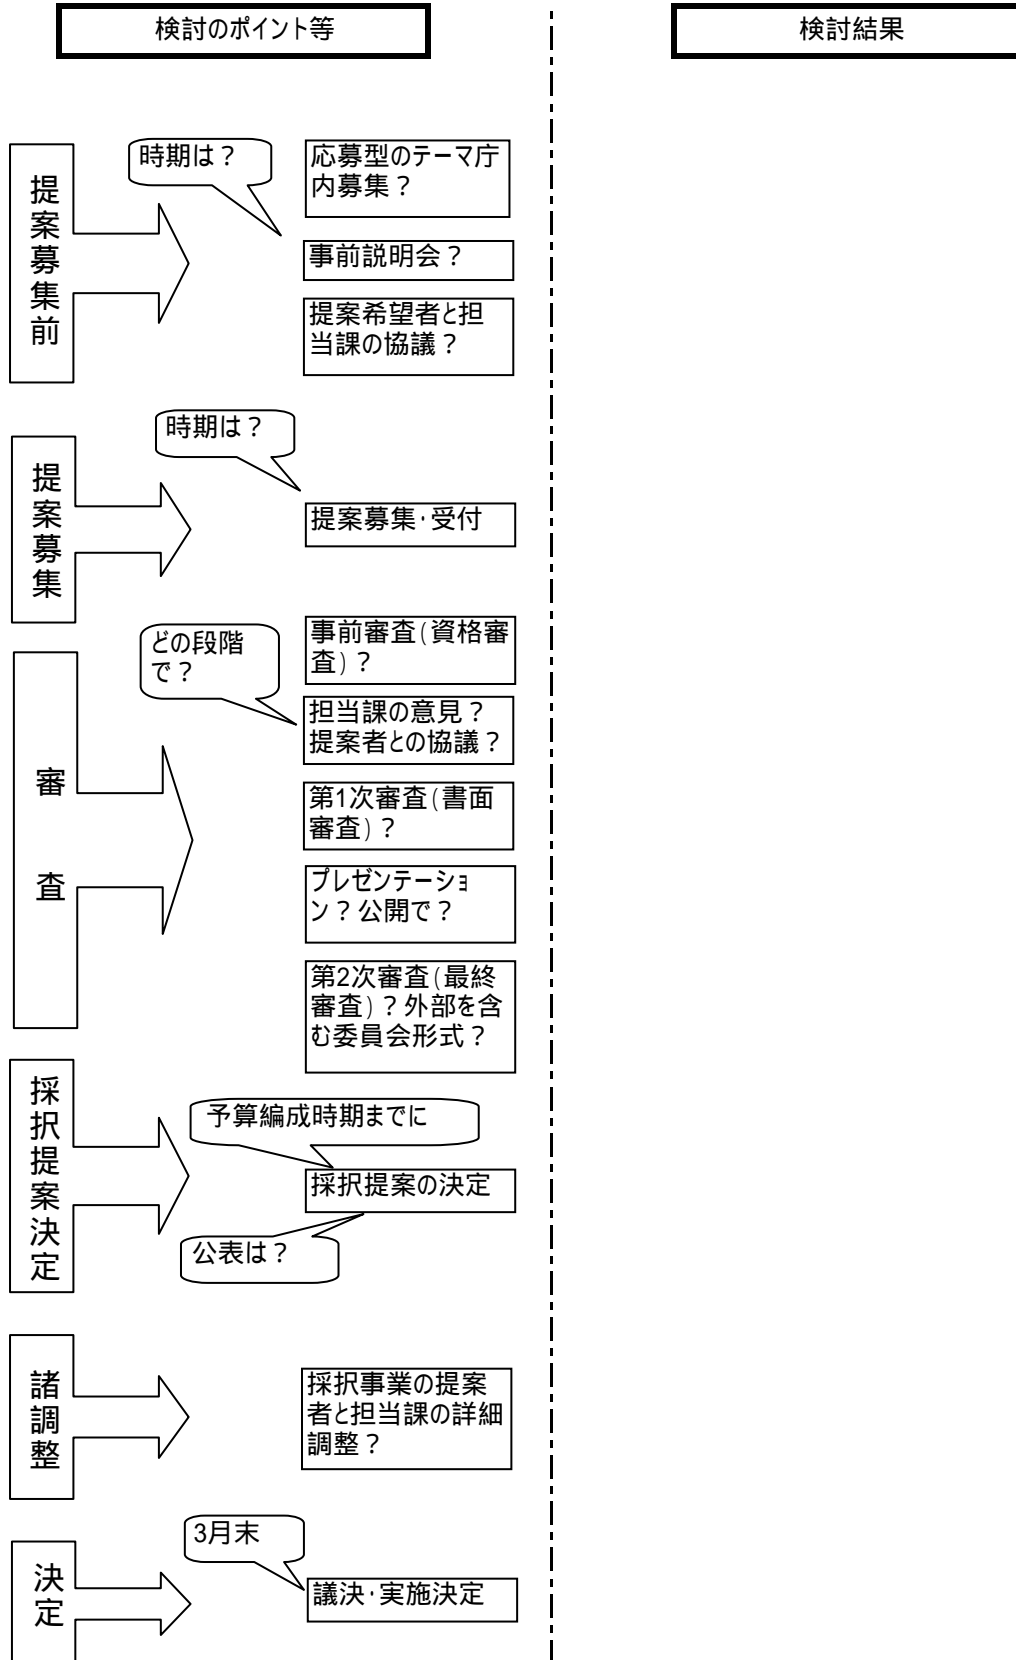 検討のポイント等
検討結果
提案募集前
時期は？
応募型のテーマ庁
内募集？
事前説明会？
提案希望者と担
当課の協議？
提案募集
時期は？
提案募集・受付
審査
どの段階
で？
事前審査（資格審
査）？
担当課の意見？
提案者との協議？
第1次審査（書面
審査）？
プレゼンテーショ
ン？公開で？
第2次審査（最終
審査）？外部を含
む委員会形式？
採択提案決定
予算編成時期までに
採択提案の決定
公表は？
諸調整
採択事業の提案
者と担当課の詳細
調整？
決定
3月末
議決・実施決定